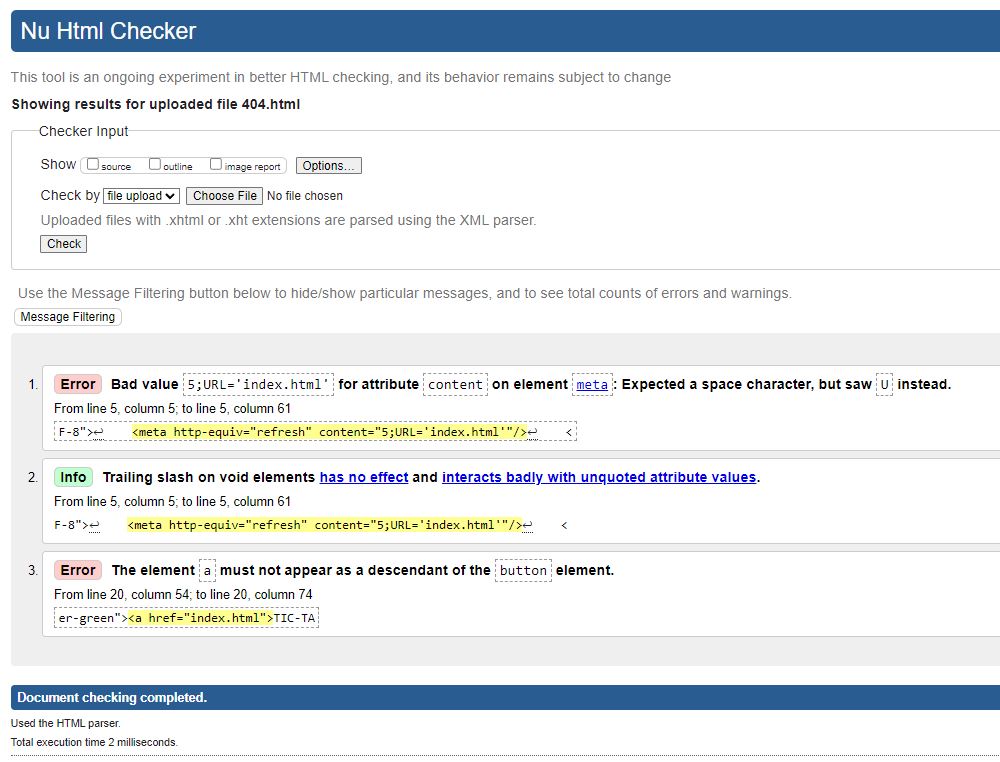 Nu Html Checker
This tool is an ongoing experiment in better HTML checking, and its behavior remains subject to change
Showing results for uploaded file 404.html
Checker Input
Show source outline image report Options...
Check by file upload Choose File No file chosen
Uploaded files with .xhtml or .xht extensions are parsed using the XML parser.
Check
Use the Message Filtering button below to hide/show particular messages, and to see total counts of errors and warnings.
Message Filtering
1. Error Bad value 5;URL='index.html' for attribute content on element meta: Expected a space character, but saw U instead.
From line 5, column 5; to line 5, column 61
F-8">↩ <meta http-equiv="refresh" content="5;URL='index.html'"/>↩ <
2. Info Trailing slash on void elements has no effect and interacts badly with unquoted attribute values.
From line 5, column 5; to line 5, column 61
F-8">↩ <meta http-equiv="refresh" content="5;URL='index.html'"/>↩ <
3. Error The element a must not appear as a descendant of the button element.
From line 20, column 54; to line 20, column 74
er-green"><a href="index.html">TIC-TA
Document checking completed.
Used the HTML parser.
Total execution time 2 milliseconds.